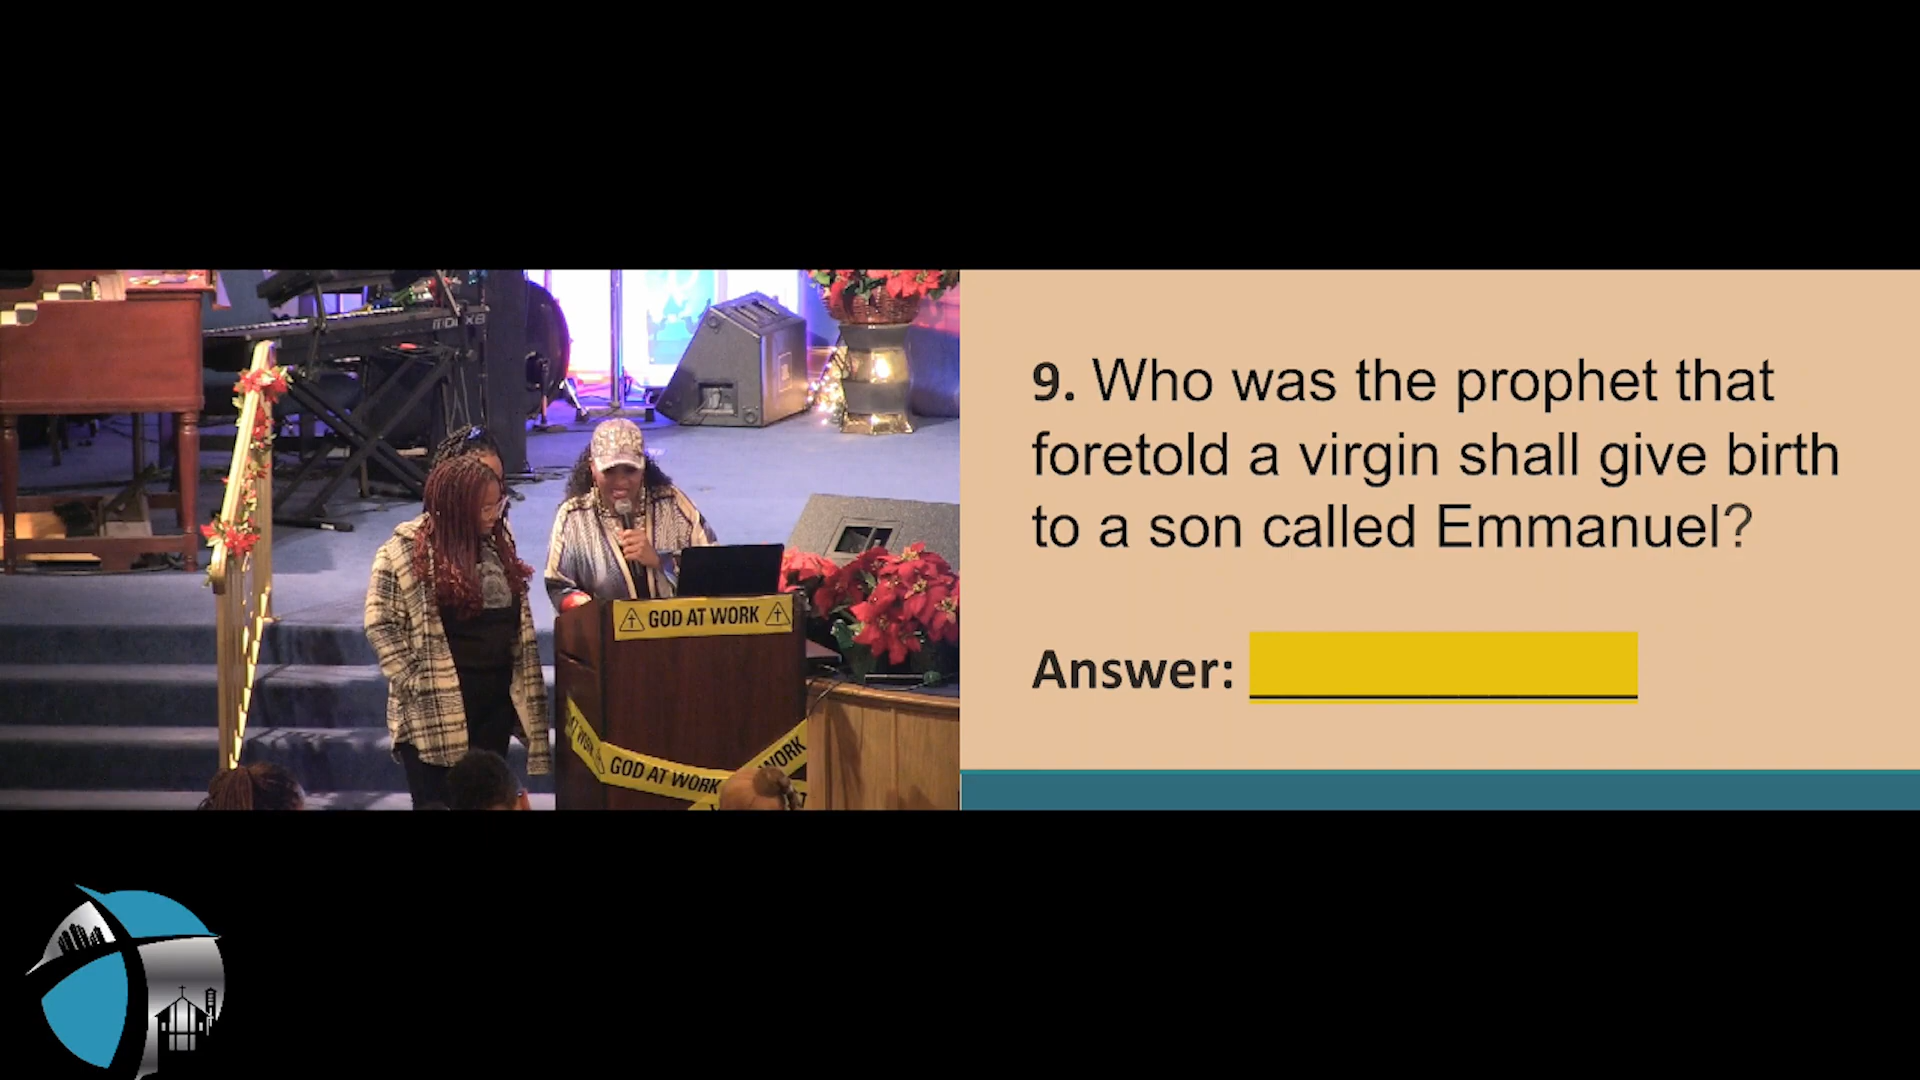 9. Who was the prophet that
foretold a virgin shall give bir
to a son called Emmanuel?
Answer:
GOD AT WORK
GOD AT WORK
WORK